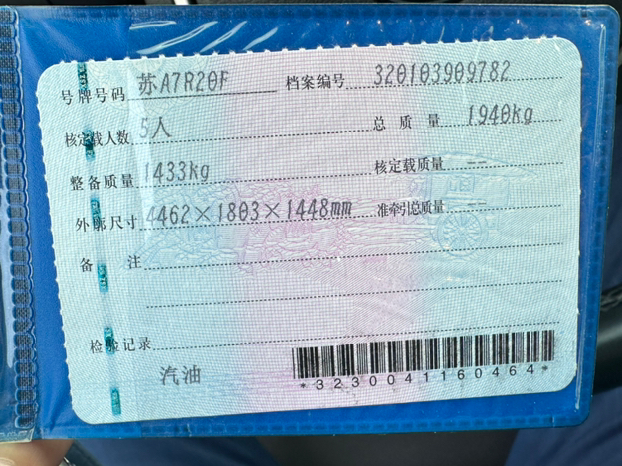 号牌号码 苏A7R20F 档案编号 320103909782
核定载人数 5人 总质量 1940kg
整备质量 1433kg 核定载质量 --
外廓尺寸 4462×1803×1448mm 准牵引总质量 --
备注
检验记录
汽油
*3230041160464*